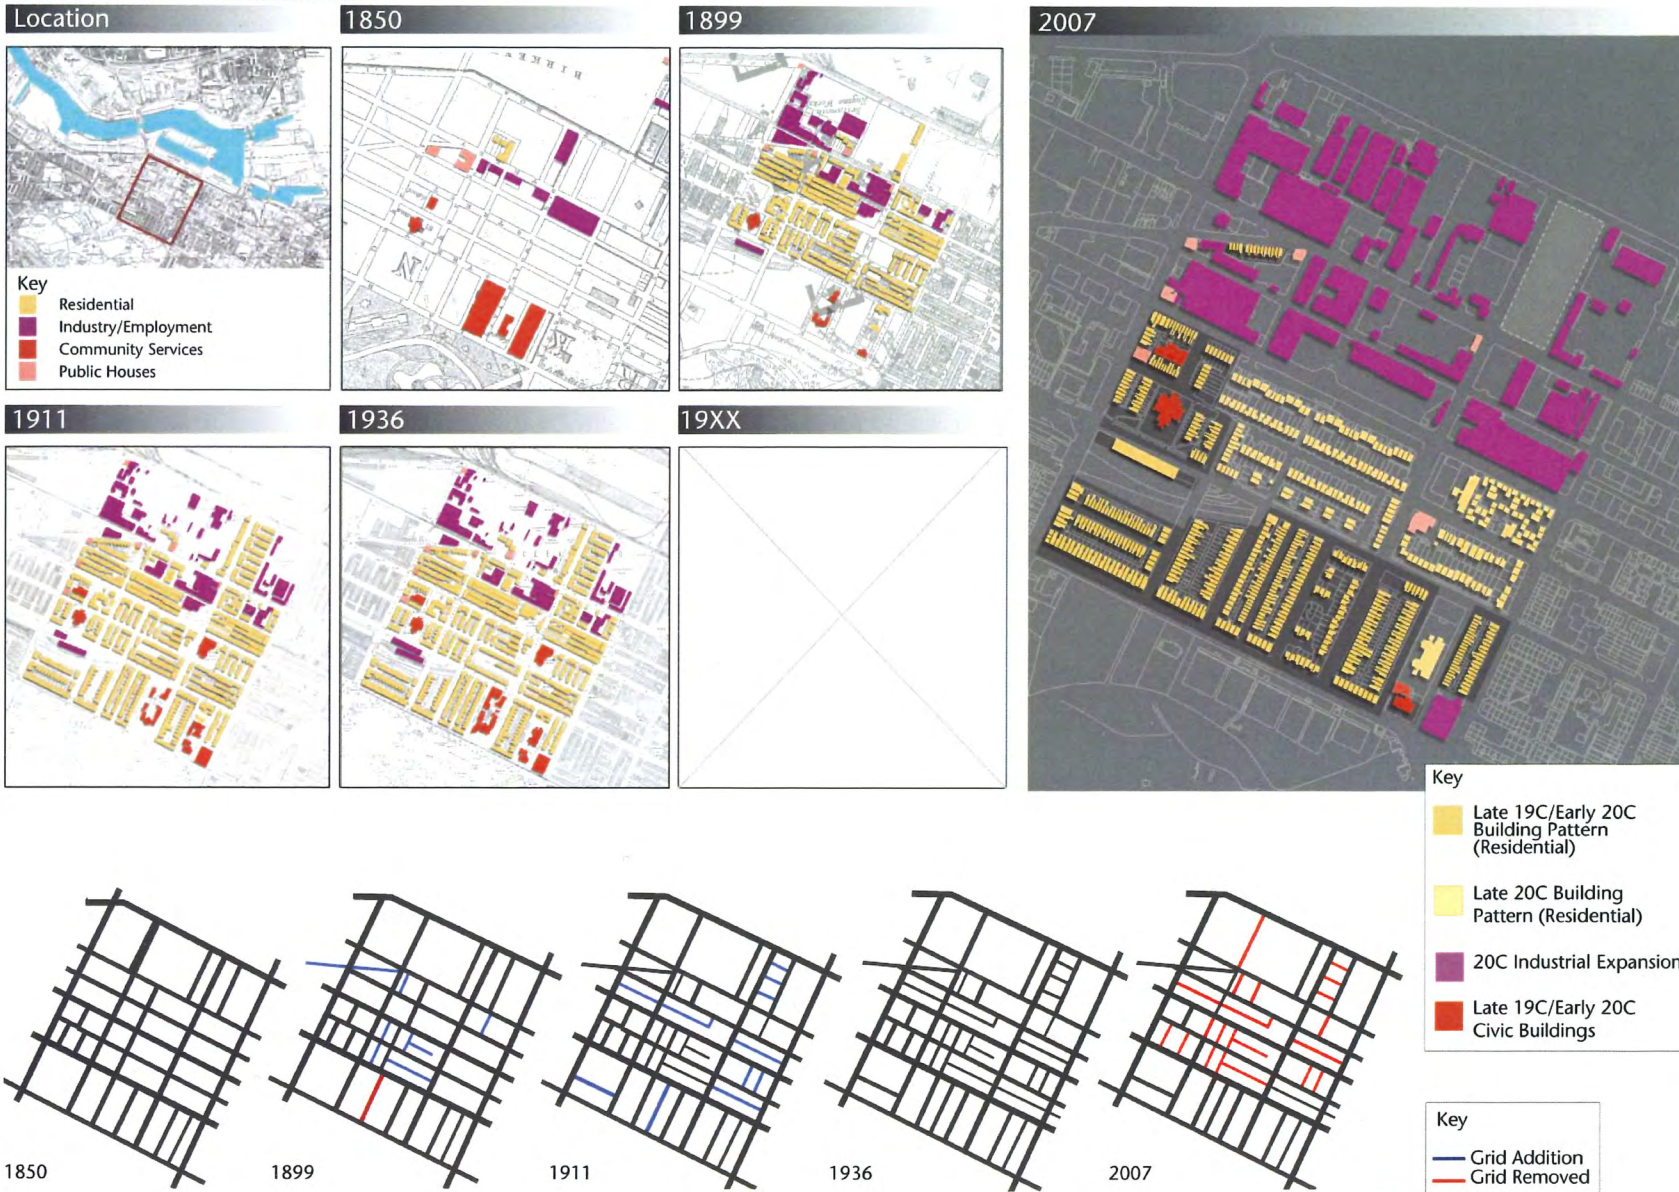 Location
1850
1899
2007
Key
Residential
Industry/Employment
Community Services
Public Houses
1911
1936
19XX
Key
Late 19C/Early 20C
Building Pattern
(Residential)
Late 20C Building
Pattern (Residential)
20C Industrial Expansion
Late 19C/Early 20C
Civic Buildings
1850
1899
1911
1936
2007
Key
Grid Addition
Grid Removed